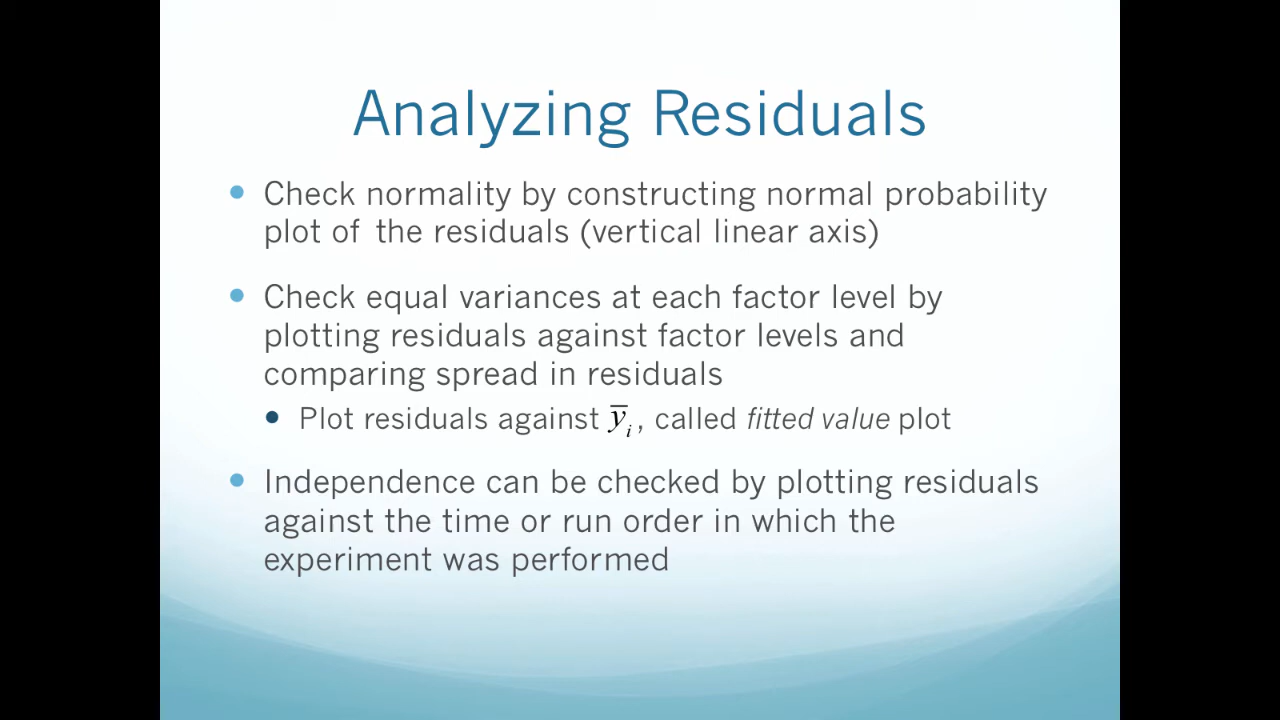 Analyzing Residuals
Check normality by constructing normal probability
plot of the residuals (vertical linear axis)
Check equal variances at each factor level by
plotting residuals against factor levels and
comparing spread in residuals
Plot residuals against ȳᵢ, called fitted value plot
Independence can be checked by plotting residuals
against the time or run order in which the
experiment was performed